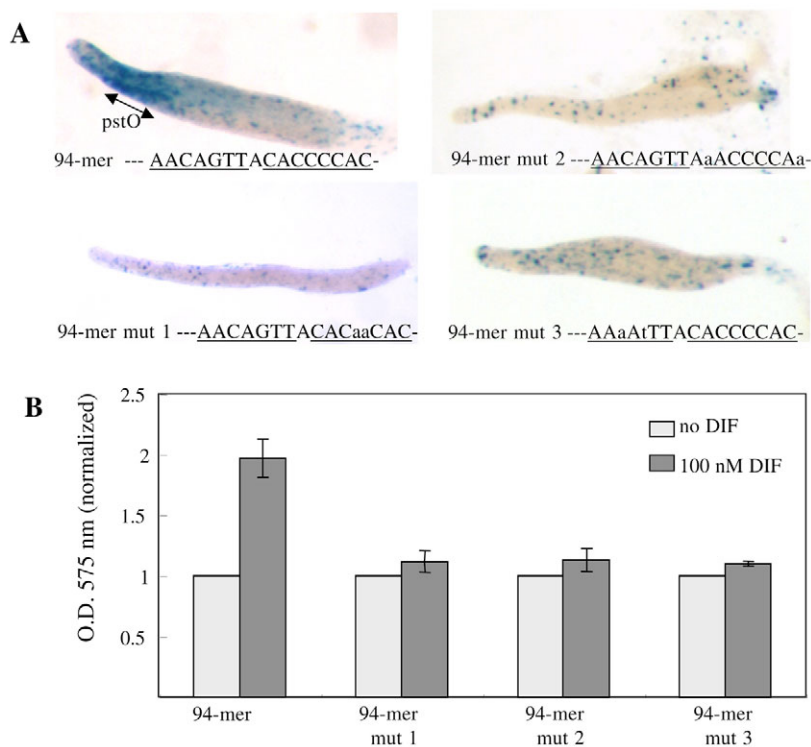 A
pstO
94-mer --- AACAGTTACACCCCAC-
94-mer mut 2 ---AACAGTTAaACCCCAa-
94-mer mut 1 ---AACAGTTACACaaCAC-
94-mer mut 3 ---AAaAtTTACACCCCAC-
B
O.D. 575 nm (normalized)
2.5
2
1.5
1
0.5
no DIF
100 nM DIF
94-mer
94-mer
mut 1
94-mer
mut 2
94-mer
mut 3